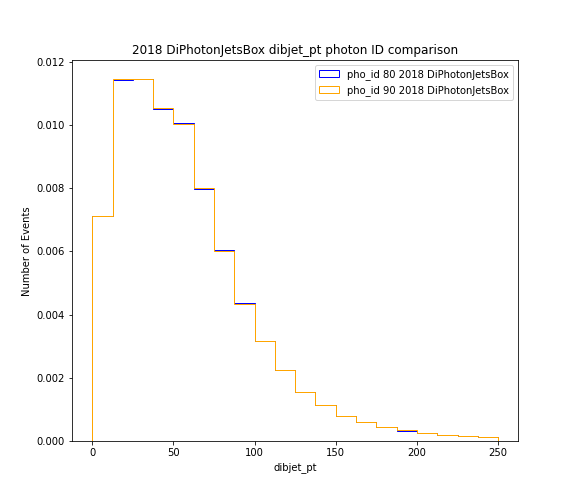 2018 DiPhotonJetsBox dibjet_pt photon ID comparison
pho_id 80 2018 DiPhotonJetsBox
pho_id 90 2018 DiPhotonJetsBox
Number of Events
0.012
0.010
0.008
0.006
0.004
0.002
0.000
0 50 100 150 200 250
dibjet_pt